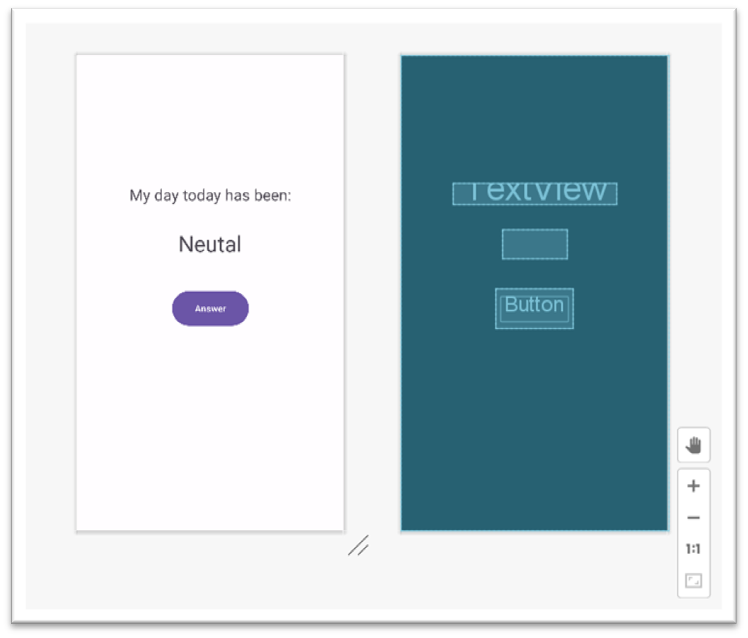 My day today has been:
Neutal
Answer
TextView
Button
1:1